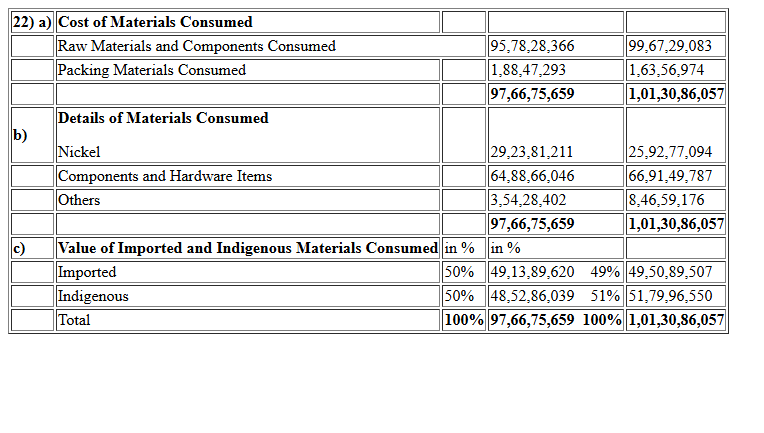 22) a) Cost of Materials Consumed
Raw Materials and Components Consumed 95,78,28,366 99,67,29,083
Packing Materials Consumed 1,88,47,293 1,63,56,974
97,66,75,659 1,01,30,86,057
b) Details of Materials Consumed
Nickel 29,23,81,211 25,92,77,094
Components and Hardware Items 64,88,66,046 66,91,49,787
Others 3,54,28,402 8,46,59,176
97,66,75,659 1,01,30,86,057
c) Value of Imported and Indigenous Materials Consumed in % in %
Imported 50% 49,13,89,620 49% 49,50,89,507
Indigenous 50% 48,52,86,039 51% 51,79,96,550
Total 100% 97,66,75,659 100% 1,01,30,86,057